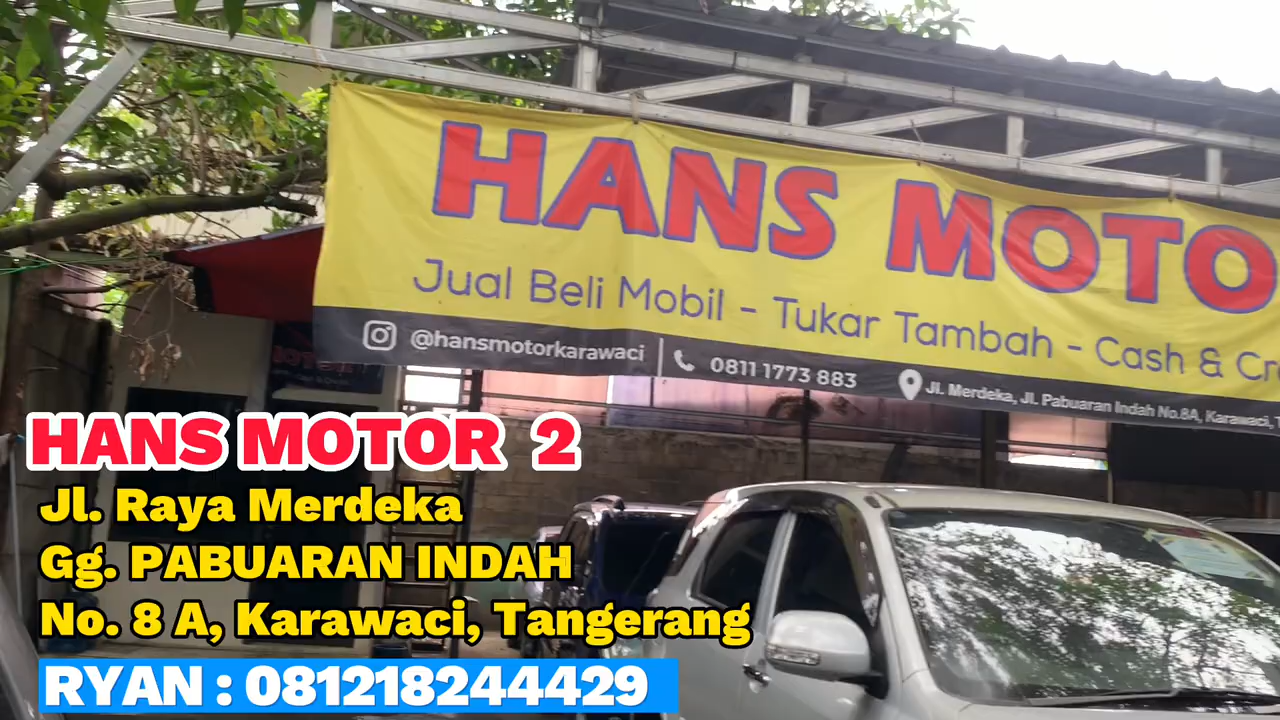 HANS MOTO
Jual Beli Mobil - Tukar Tambah - Cash & Cre
@hansmotorkarawaci
0811 1773 883
Jl. Merdeka, Jl. Pabuaran Indah No.8A, Karawaci,
HANS MOTOR 2
Jl. Raya Merdeka
Gg. PABUARAN INDAH
No. 8 A, Karawaci, Tangerang
RYAN : 081218244429